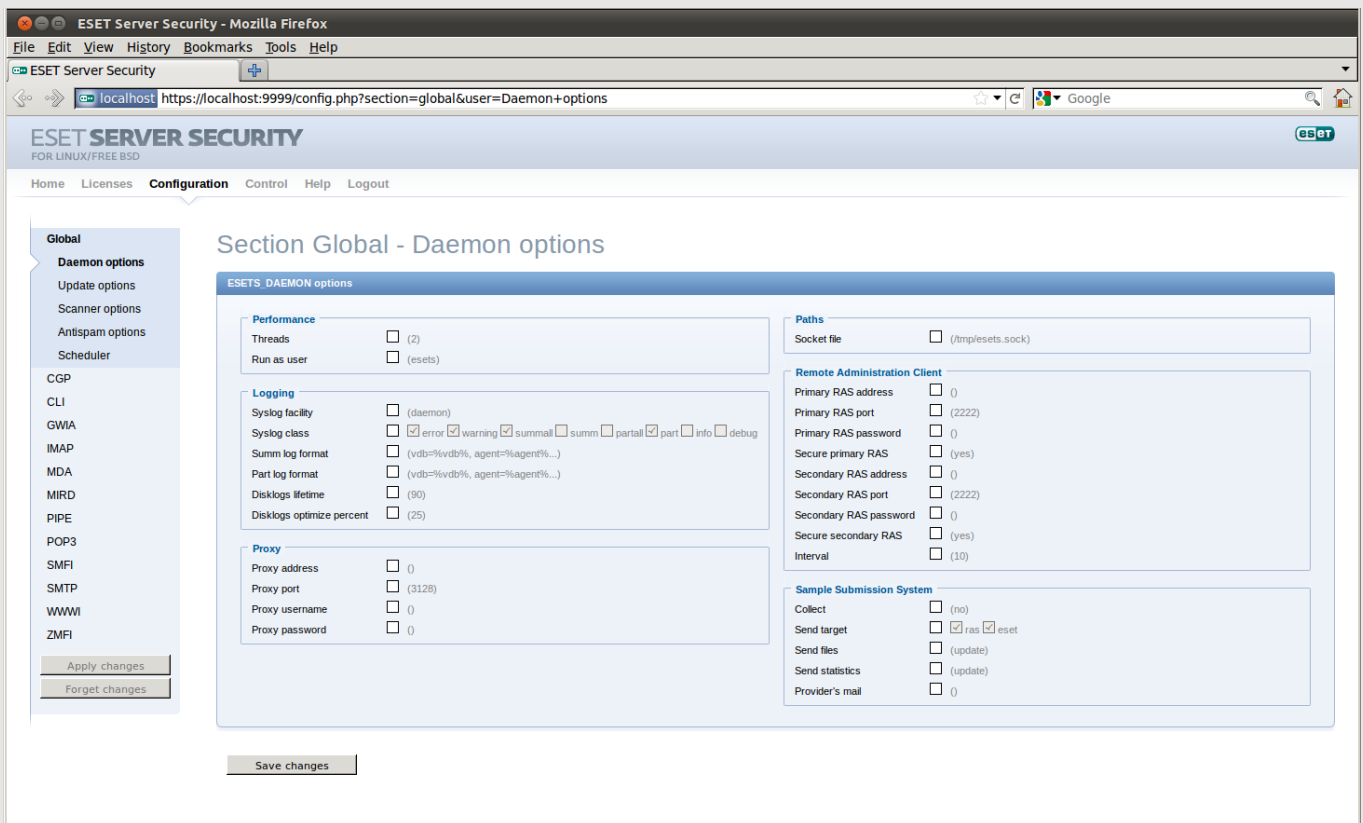 ESET Server Security - Mozilla Firefox
File Edit View History Bookmarks Tools Help
ESET Server Security
localhost https://localhost:9999/config.php?section=global&user=Daemon+options Google
ESET SERVER SECURITY
FOR LINUX/FREE BSD
eset
Home Licenses Configuration Control Help Logout
Global
Daemon options
Update options
Scanner options
Antispam options
Scheduler
CGP
CLI
GWIA
IMAP
MDA
MIRD
PIPE
POP3
SMFI
SMTP
WWWI
ZMFI
Apply changes
Forget changes
Section Global - Daemon options
ESETS_DAEMON options
Performance
Threads (2)
Run as user (esets)
Logging
Syslog facility (daemon)
Syslog class error warning summall summ partall part info debug
Summ log format (vdb=%vdb%, agent=%agent%...)
Part log format (vdb=%vdb%, agent=%agent%...)
Disklogs lifetime (90)
Disklogs optimize percent (25)
Proxy
Proxy address ()
Proxy port (3128)
Proxy username ()
Proxy password ()
Paths
Socket file (/tmp/esets.sock)
Remote Administration Client
Primary RAS address ()
Primary RAS port (2222)
Primary RAS password ()
Secure primary RAS (yes)
Secondary RAS address ()
Secondary RAS port (2222)
Secondary RAS password ()
Secure secondary RAS (yes)
Interval (10)
Sample Submission System
Collect (no)
Send target ras eset
Send files (update)
Send statistics (update)
Provider's mail ()
Save changes